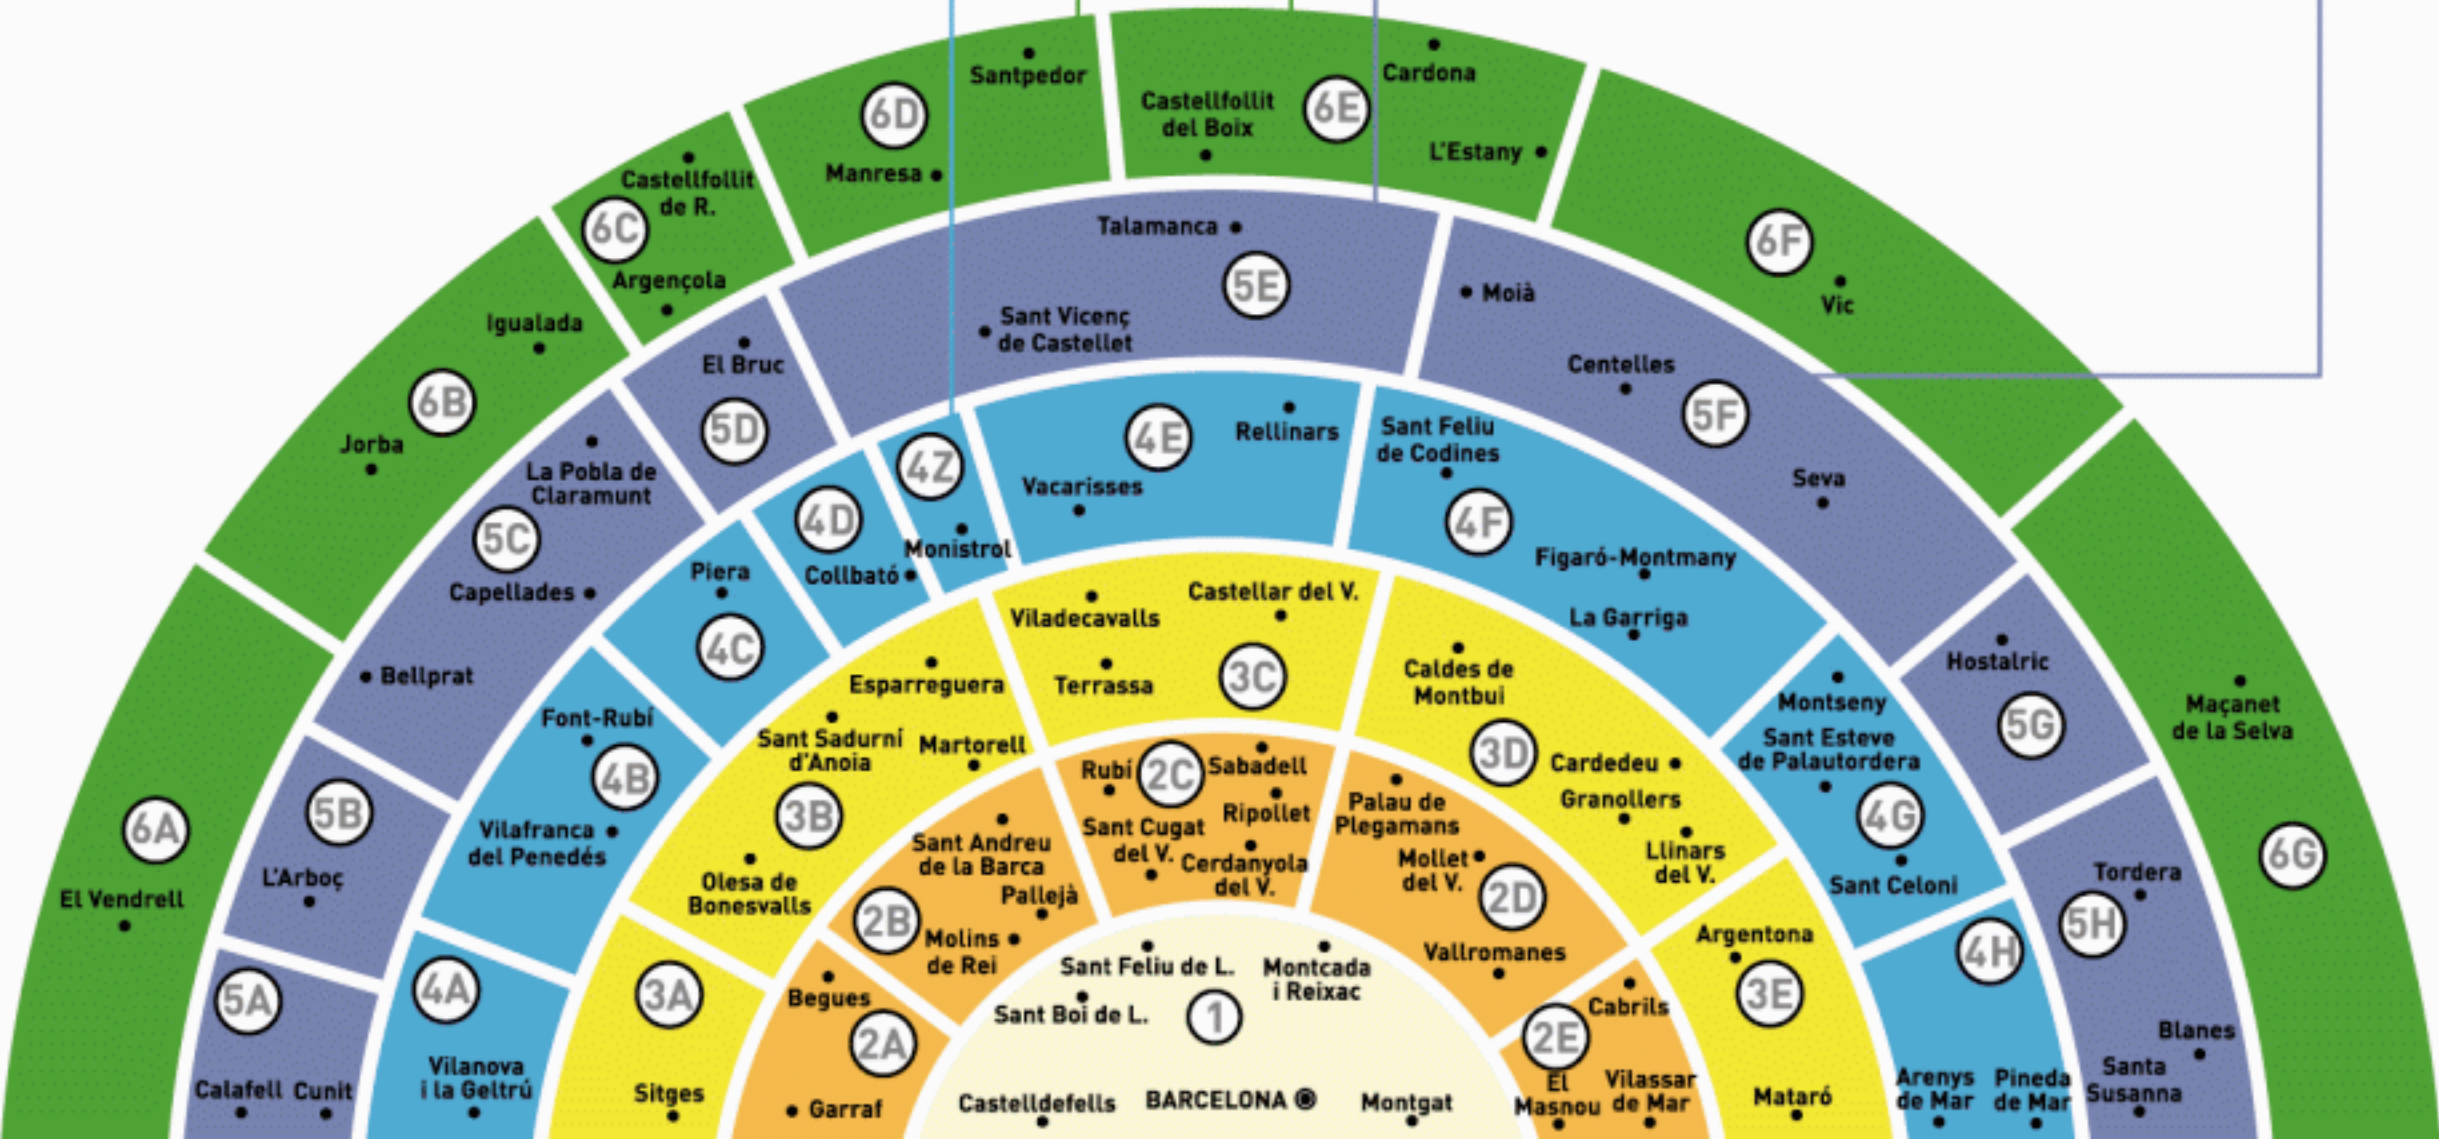 Santpedor
6D
Manresa
Castellfollit
del Boix
6E
Cardona
L'Estany
Castellfollit
de R.
6C
Argençola
6F
Vic
Igualada
6B
Jorba
Talamanca
5E
Sant Vicenç
de Castellet
Moià
Centelles
5F
Seva
El Bruc
5D
La Pobla de
Claramunt
5C
Capellades
Bellprat
4Z
Monistrol
4D
Collbató
4E
Rellinars
Vacarisses
Sant Feliu
de Codines
4F
Figaró-Montmany
La Garriga
Piera
4C
Font-Rubí
4B
Vilafranca
del Penedés
Viladecavalls
Castellar del V.
Terrassa
3C
Esparreguera
Sant Sadurní
d'Anoia
Martorell
3B
Olesa de
Bonesvalls
Caldes de
Montbui
3D
Cardedeu
Granollers
Llinars
del V.
Montseny
Sant Esteve
de Palautordera
4G
Sant Celoni
Hostalric
5G
Maçanet
de la Selva
6G
Rubí
2C
Sabadell
Ripollet
Sant Cugat
del V.
Cerdanyola
del V.
Palau de
Plegamans
Mollet
del V.
2D
Vallromanes
Sant Andreu
de la Barca
Pallejà
2B
Molins
de Rei
6A
El Vendrell
5B
L'Arboç
5A
Calafell
Cunit
4A
Vilanova
i la Geltrú
3A
Sitges
Begues
2A
Garraf
Sant Feliu de L.
Montcada
i Reixac
Sant Boi de L.
1
Castelldefells
BARCELONA
Montgat
2E
Cabrils
El
Masnou
Vilassar
de Mar
Argentona
3E
Mataró
4H
Arenys
de Mar
Pineda
de Mar
Tordera
5H
Blanes
Santa
Susanna